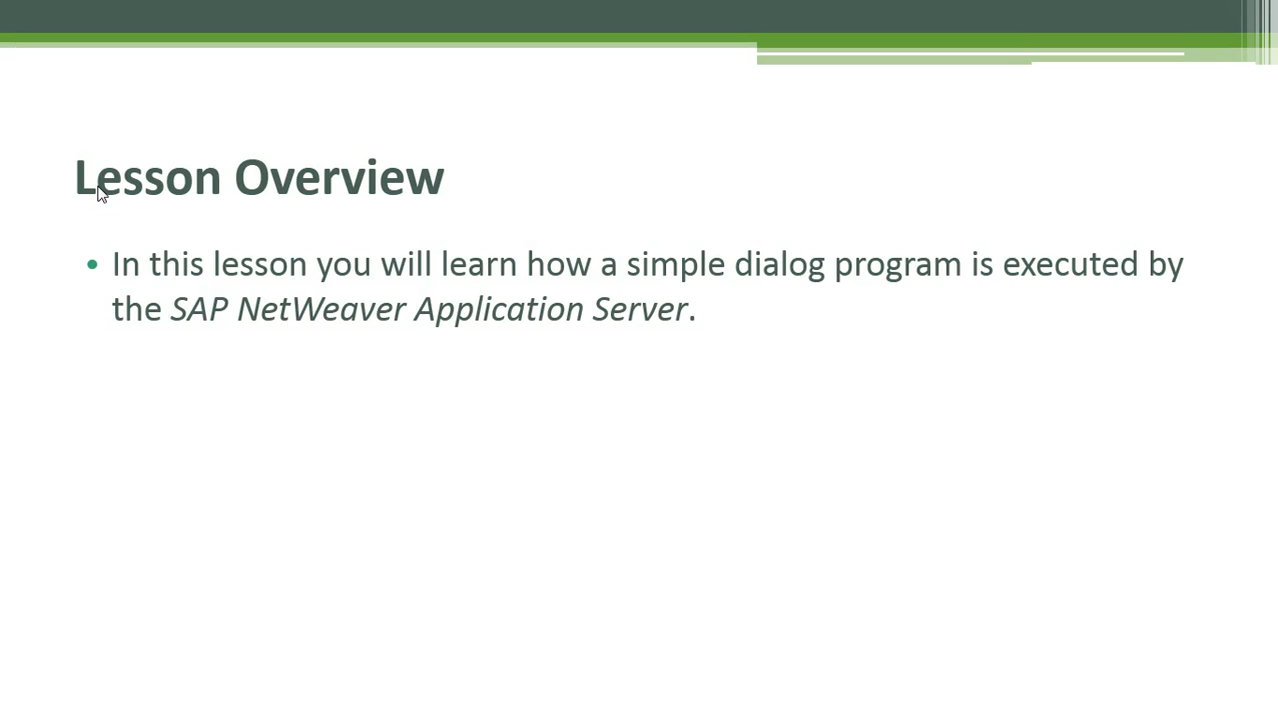 Lesson Overview
• In this lesson you will learn how a simple dialog program is executed by
the SAP NetWeaver Application Server.